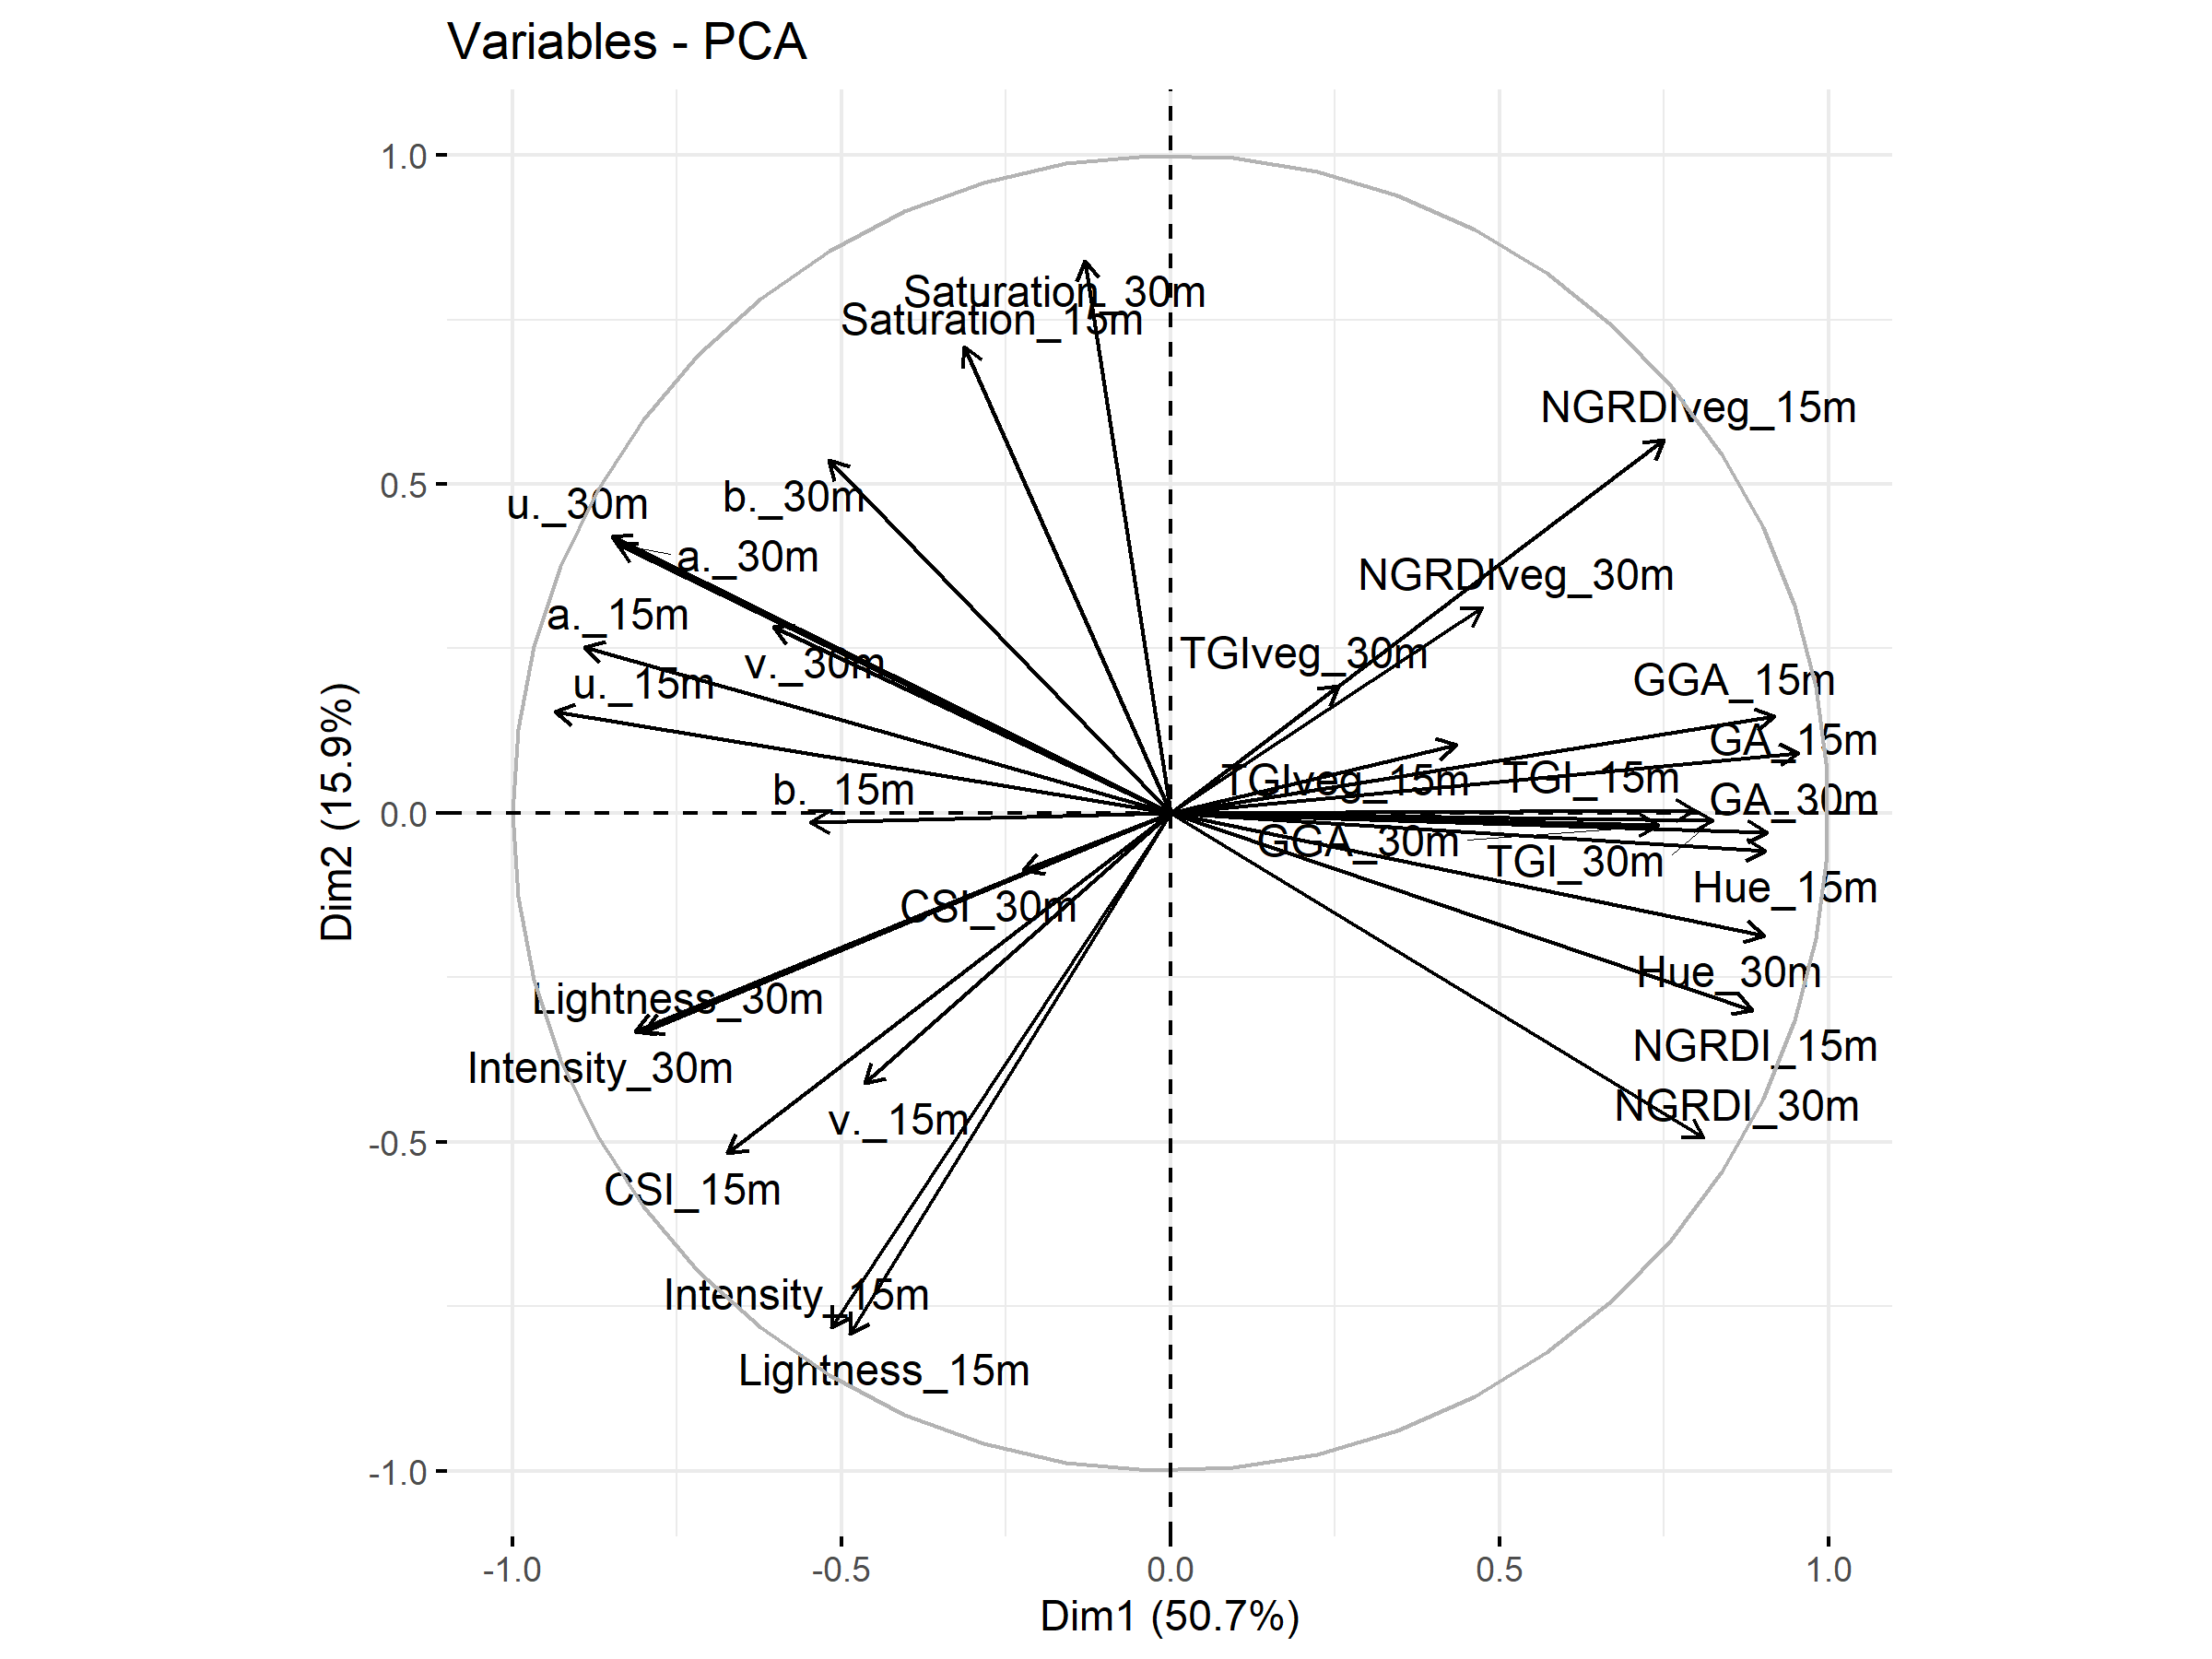 Variables - PCA
1.0
Saturation_30m
Saturation_15m
NGRDIveg_15m
0.5
b._30m
u._30m
a._30m
NGRDIveg_30m
a._15m
TGIveg_30m
v._30m
GGA_15m
u._15m
GA_15m
b._15m
TGIveg_15m
TGI_15m
GA_30m
0.0
GGA_30m
TGI_30m
Hue_15m
CSI_30m
Hue_30m
Lightness_30m
NGRDI_15m
Intensity_30m
NGRDI_30m
v._15m
-0.5
CSI_15m
Intensity_15m
Lightness_15m
-1.0
Dim2 (15.9%)
-1.0 -0.5 0.0 0.5 1.0
Dim1 (50.7%)